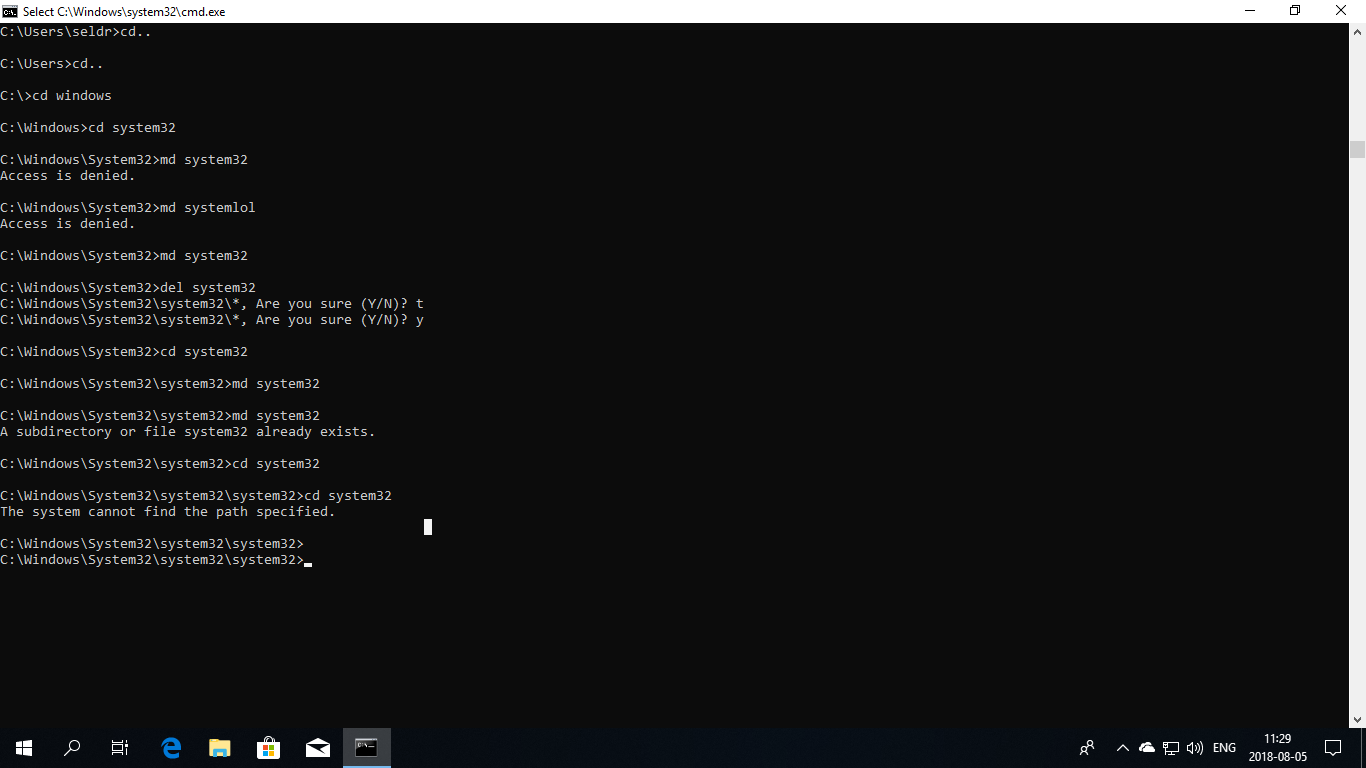 Select C:\Windows\system32\cmd.exe
C:\Users\seldr>cd..
C:\Users>cd..
C:\>cd windows
C:\Windows>cd system32
C:\Windows\System32>md system32
Access is denied.
C:\Windows\System32>md systemlol
Access is denied.
C:\Windows\System32>md system32
C:\Windows\System32>del system32
C:\Windows\System32\system32\*, Are you sure (Y/N)? t
C:\Windows\System32\system32\*, Are you sure (Y/N)? y
C:\Windows\System32>cd system32
C:\Windows\System32\system32>md system32
C:\Windows\System32\system32>md system32
A subdirectory or file system32 already exists.
C:\Windows\System32\system32>cd system32
C:\Windows\System32\system32\system32>cd system32
The system cannot find the path specified.
C:\Windows\System32\system32\system32>
C:\Windows\System32\system32\system32>
ENG
11:29
2018-08-05